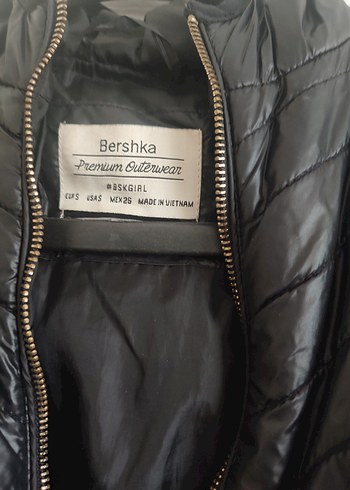 Bershka
Premium Outerwear
#BSKGIRL
EUR S USA S MEX 26 MADE IN VIETNAM